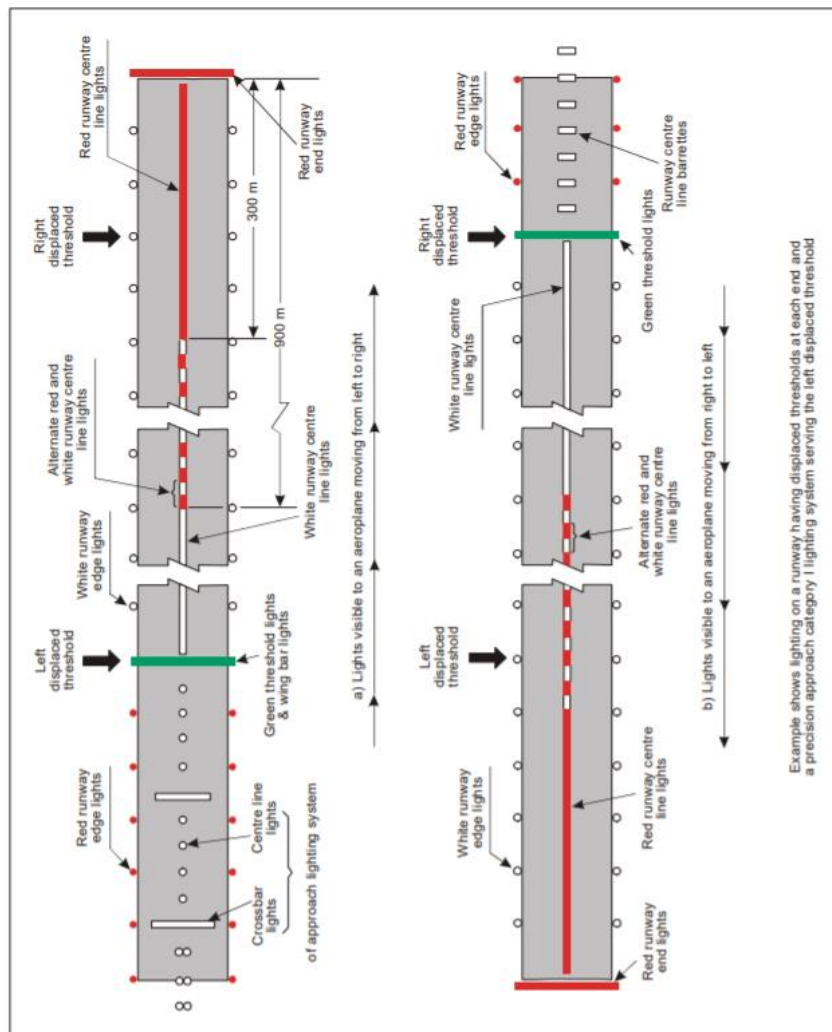 Right displaced
threshold
Red runway centre
line lights
Red runway
end lights
300 m
900 m
Alternate red and
white runway centre
line lights
White runway centre
line lights
White runway
edge lights
Left displaced
threshold
Green threshold lights
& wing bar lights
Red runway
edge lights
Centre line
lights
Crossbar
lights
of approach lighting system
a) Lights visible to an aeroplane moving from left to right
Right displaced
threshold
Red runway
edge lights
Runway centre
line barrettes
Green threshold lights
White runway centre
line lights
Alternate red and
white runway centre
line lights
Left displaced
threshold
White runway
edge lights
Red runway centre
line lights
Red runway
end lights
b) Lights visible to an aeroplane moving from right to left
Example shows lighting on a runway having displaced thresholds at each end and
a precision approach category I lighting system serving the left displaced threshold